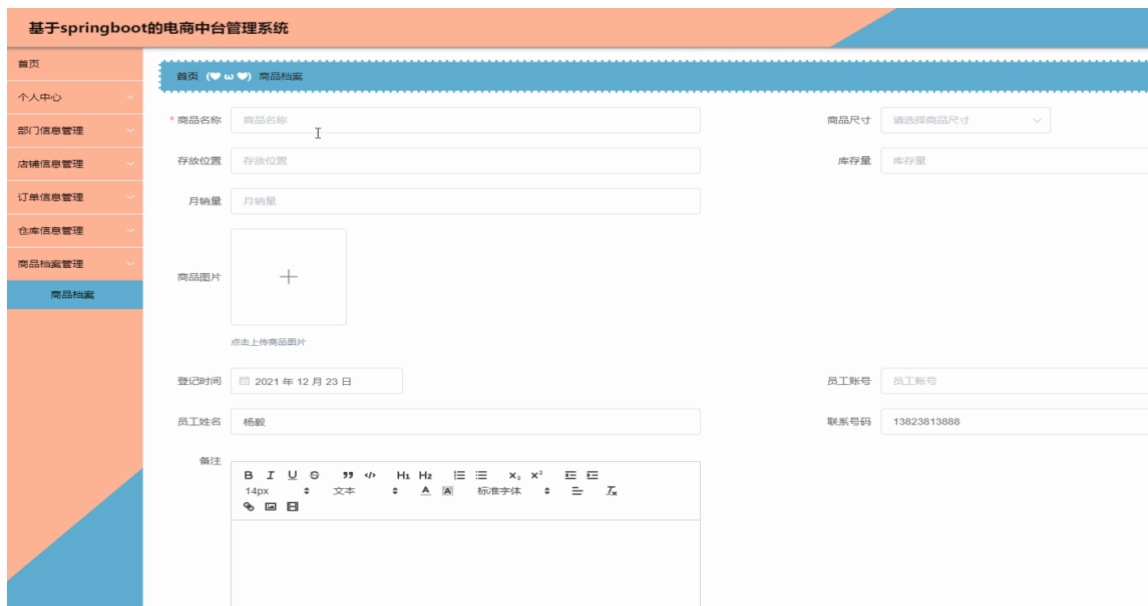 基于springboot的电商中台管理系统
首页
个人中心
部门信息管理
店铺信息管理
订单信息管理
仓库信息管理
商品档案管理
商品档案
首页 (♥ω♥) 商品档案
* 商品名称 商品名称 商品尺寸 请选择商品尺寸
存放位置 存放位置 库存量 库存量
月销量 月销量
商品图片
点击上传商品图片
登记时间 2021 年 12 月 23 日 员工账号 员工账号
员工姓名 杨毅 联系号码 13823813888
备注
B I U S ” </> H1 H2 x₂ x²
14px 文本 A A 标准字体 Tx